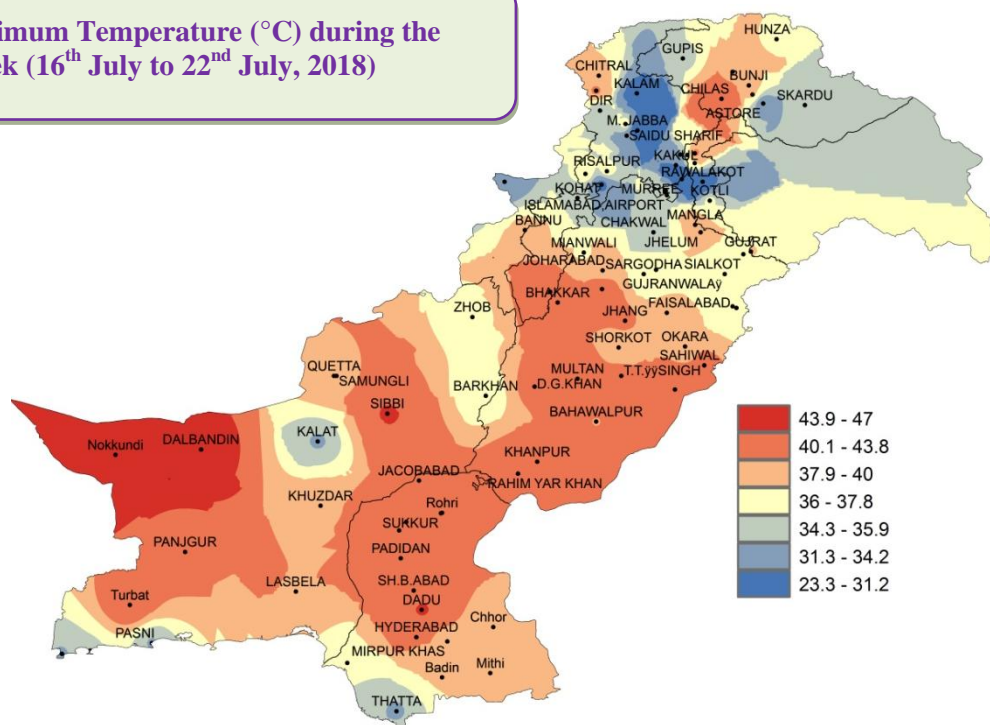 imum Temperature (°C) during the
ek (16th July to 22nd July, 2018)
HUNZA
GUPIS
CHITRAL
BUNJI
KALAM
CHILAS
SKARDU
DIR
ASTORE
M. JABBA
SAIDU SHARIF
KAKUL
RISALPUR
RAWALAKOT
KOHAT
MURREE
KOTLI
ISLAMABAD AIRPORT
MANGLA
BANNU
CHAKWAL
MIANWALI
JHELUM
GUJRAT
JOHARABAD
SARGODHA
SIALKOT
GUJRANWALAÿ
BHAKKAR
FAISALABAD
ZHOB
JHANG
SHORKOT
OKARA
SAHIWAL
QUETTA
SAMUNGLI
MULTAN
T.T.ÿÿSINGH
BARKHAN
D.G.KHAN
SIBBI
BAHAWALPUR
KALAT
Nokkundi
DALBANDIN
KHANPUR
JACOBABAD
RAHIM YAR KHAN
KHUZDAR
Rohri
SUKKUR
PANJGUR
PADIDAN
LASBELA
SH.B.ABAD
Turbat
DADU
Chhor
HYDERABAD
PASNI
MIRPUR KHAS
Badin
Mithi
THATTA
43.9 - 47
40.1 - 43.8
37.9 - 40
36 - 37.8
34.3 - 35.9
31.3 - 34.2
23.3 - 31.2